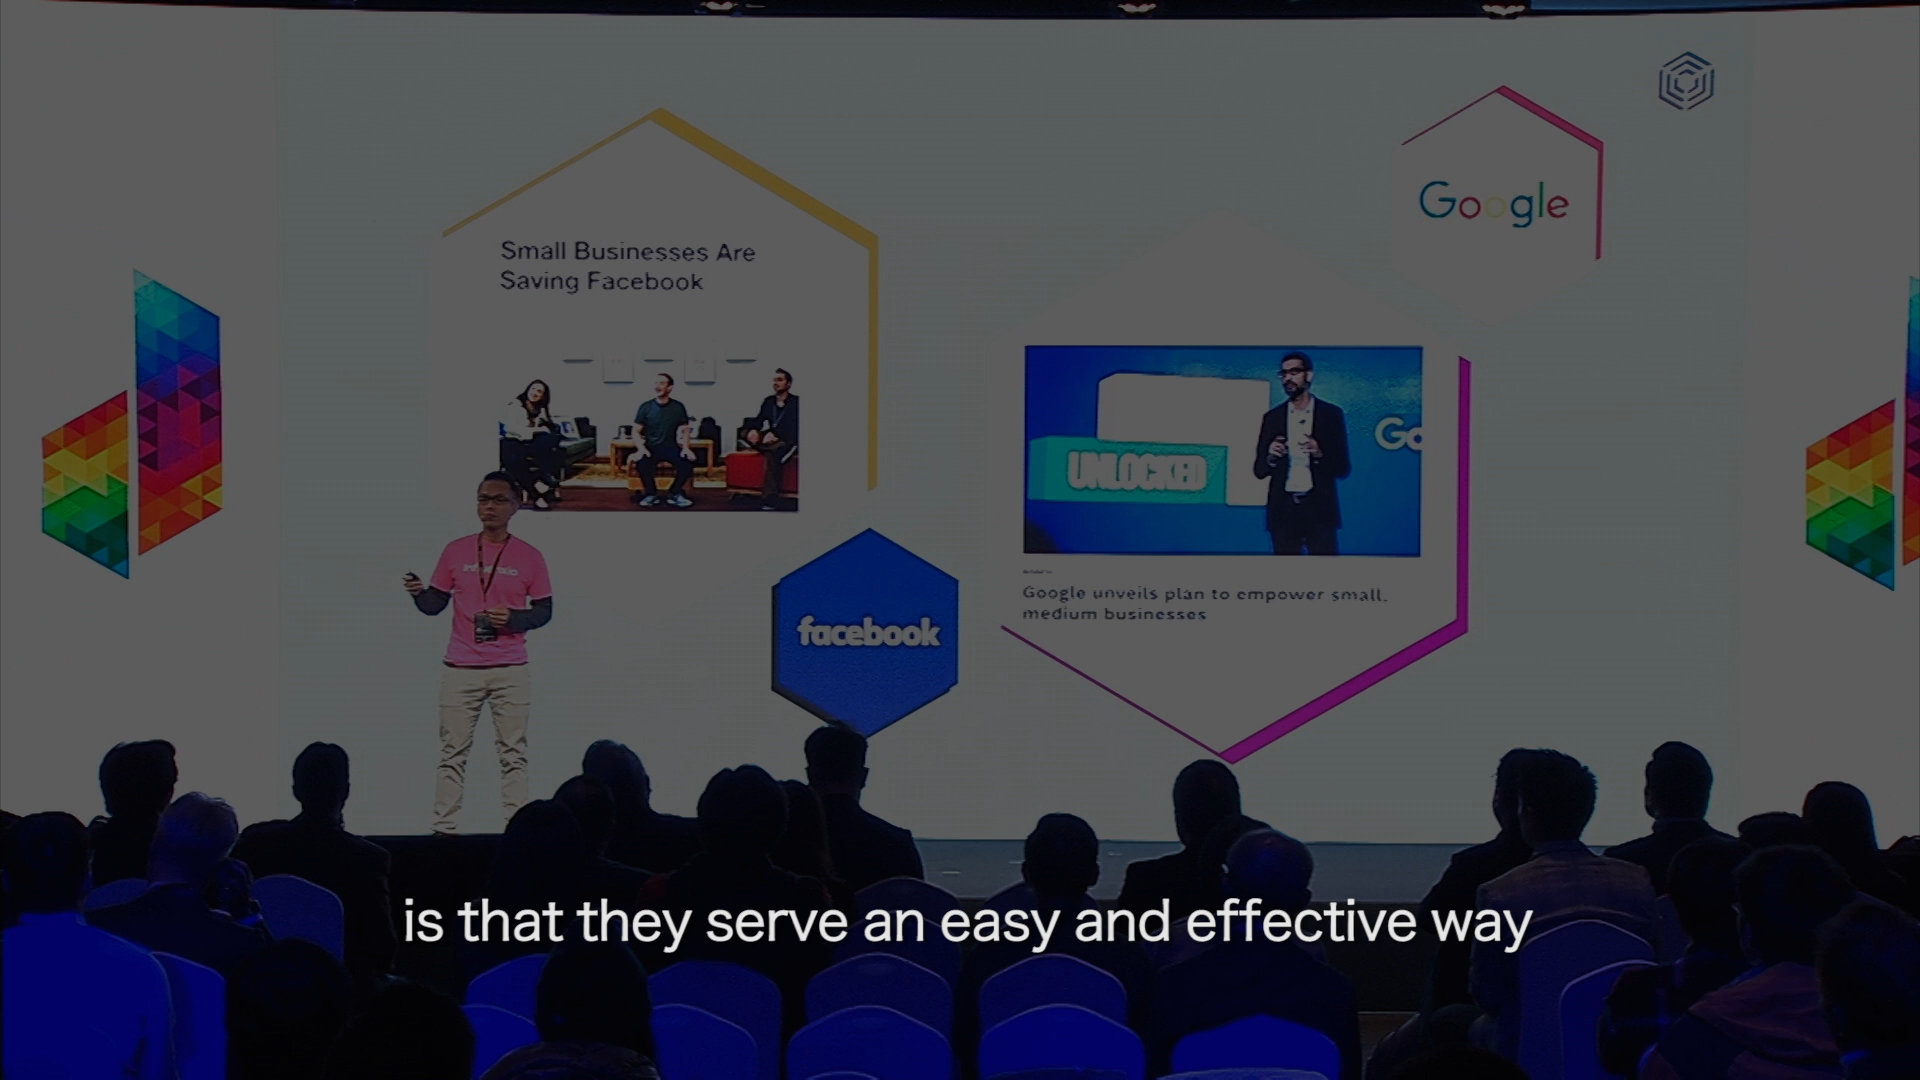 Small Businesses Are
Saving Facebook
Google
UNLOCKED
Go
Google unveils plan to empower small,
medium businesses
facebook
is that they serve an easy and effective way